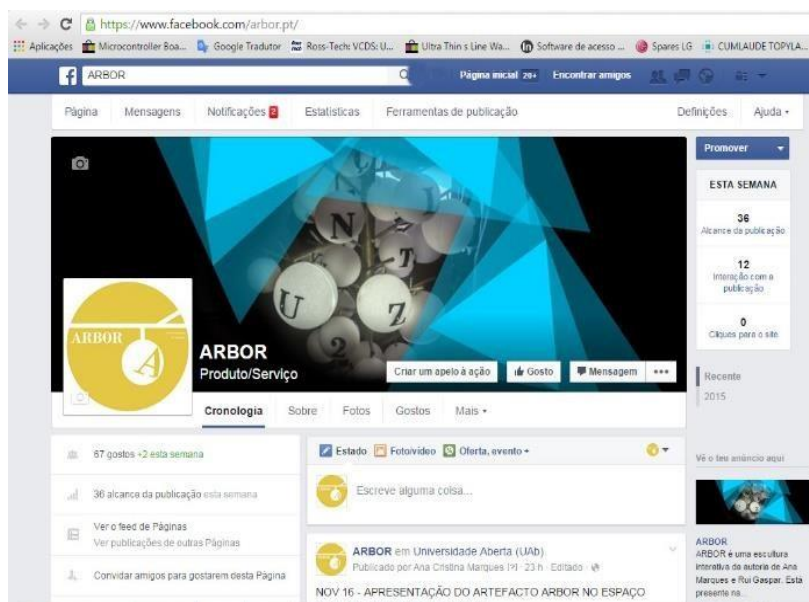 https://www.facebook.com/arbor.pt/
Aplicações Microcontroller Boa... Google Tradutor Ross-Tech: VCDS: U... Ultra Thin s Line Wa... Software de acesso ... Spares LG CUMLAUDE TOPYLA...
ARBOR Página inicial 20+ Encontrar amigos
Página Mensagens Notificações 2 Estatísticas Ferramentas de publicação Definições Ajuda
Promover
ESTA SEMANA
36
Alcance da publicação
12
Interação com a
publicação
0
Cliques para o site
Recente
2015
N
T
U
Z
2
ARBOR
A
ARBOR
Produto/Serviço
Criar um apelo à ação Gosto Mensagem •••
Cronologia Sobre Fotos Gostos Mais
67 gostos +2 esta semana
36 alcance da publicação esta semana
Ver o feed de Páginas
Ver publicações de outras Páginas
Convidar amigos para gostarem desta Página
Estado Foto/vídeo Oferta, evento +
Escreve alguma coisa...
ARBOR em Universidade Aberta (UAb).
Publicado por Ana Cristina Marques [?] · 23 h · Editado ·
NOV 16 - APRESENTAÇÃO DO ARTEFACTO ARBOR NO ESPAÇO
Vê o teu anúncio aqui
ARBOR
ARBOR é uma escultura
interativa da autoria de Ana
Marques e Rui Gaspar. Está
presente na...